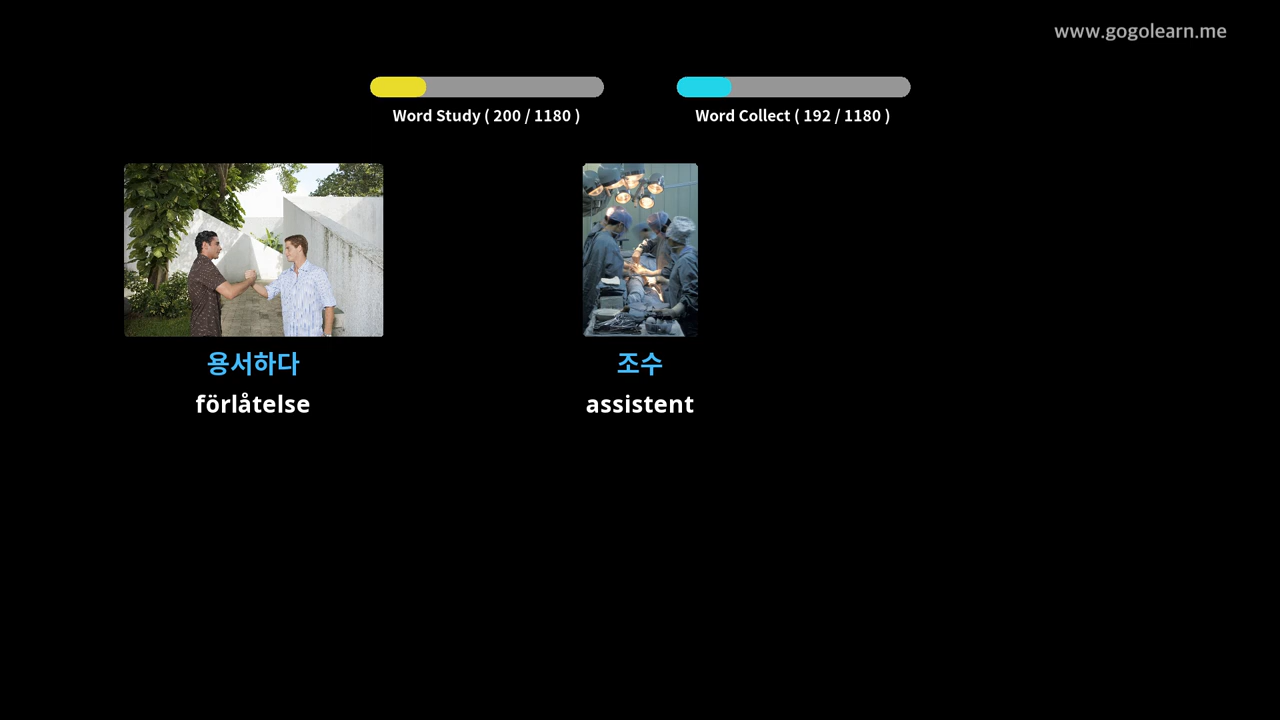 www.gogolearn.me
Word Study ( 200 / 1180 )
Word Collect ( 192 / 1180 )
용서하다
förlåtelse
조수
assistent